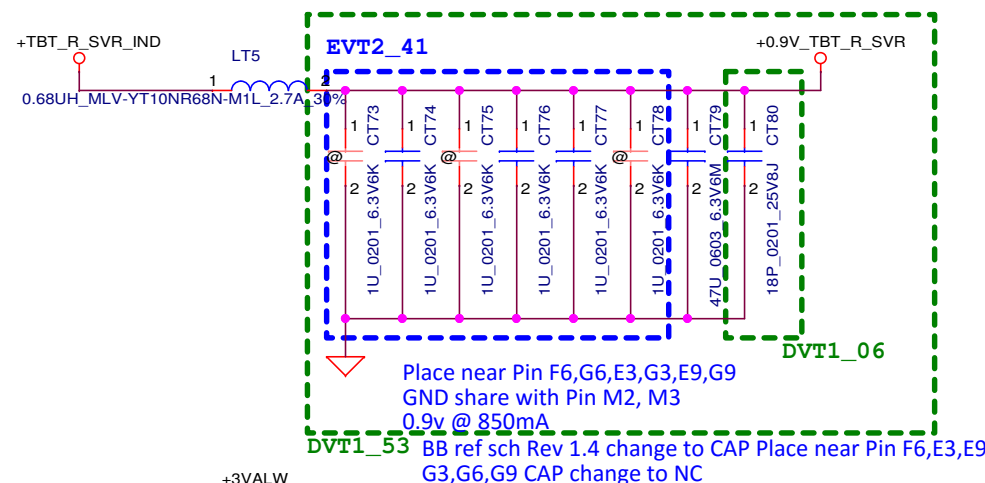 +TBT_R_SVR_IND
LT5
EVT2_41
+0.9V_TBT_R_SVR
1
2
0.68UH_MLV-YT10NR68N-M1L_2.7A_30%
1
1
1
1
1
1
1
1
CT73
CT74
CT75
CT76
CT77
CT78
CT79
CT80
@
@
@
2
2
2
2
2
2
2
2
1U_0201_6.3V6K
1U_0201_6.3V6K
1U_0201_6.3V6K
1U_0201_6.3V6K
1U_0201_6.3V6K
1U_0201_6.3V6K
47U_0603_6.3V6M
18P_0201_25V8J
DVT1_06
Place near Pin F6,G6,E3,G3,E9,G9
GND share with Pin M2, M3
0.9v @ 850mA
DVT1_53
BB ref sch Rev 1.4 change to CAP Place near Pin F6,E3,E9
G3,G6,G9 CAP change to NC
+3VALW